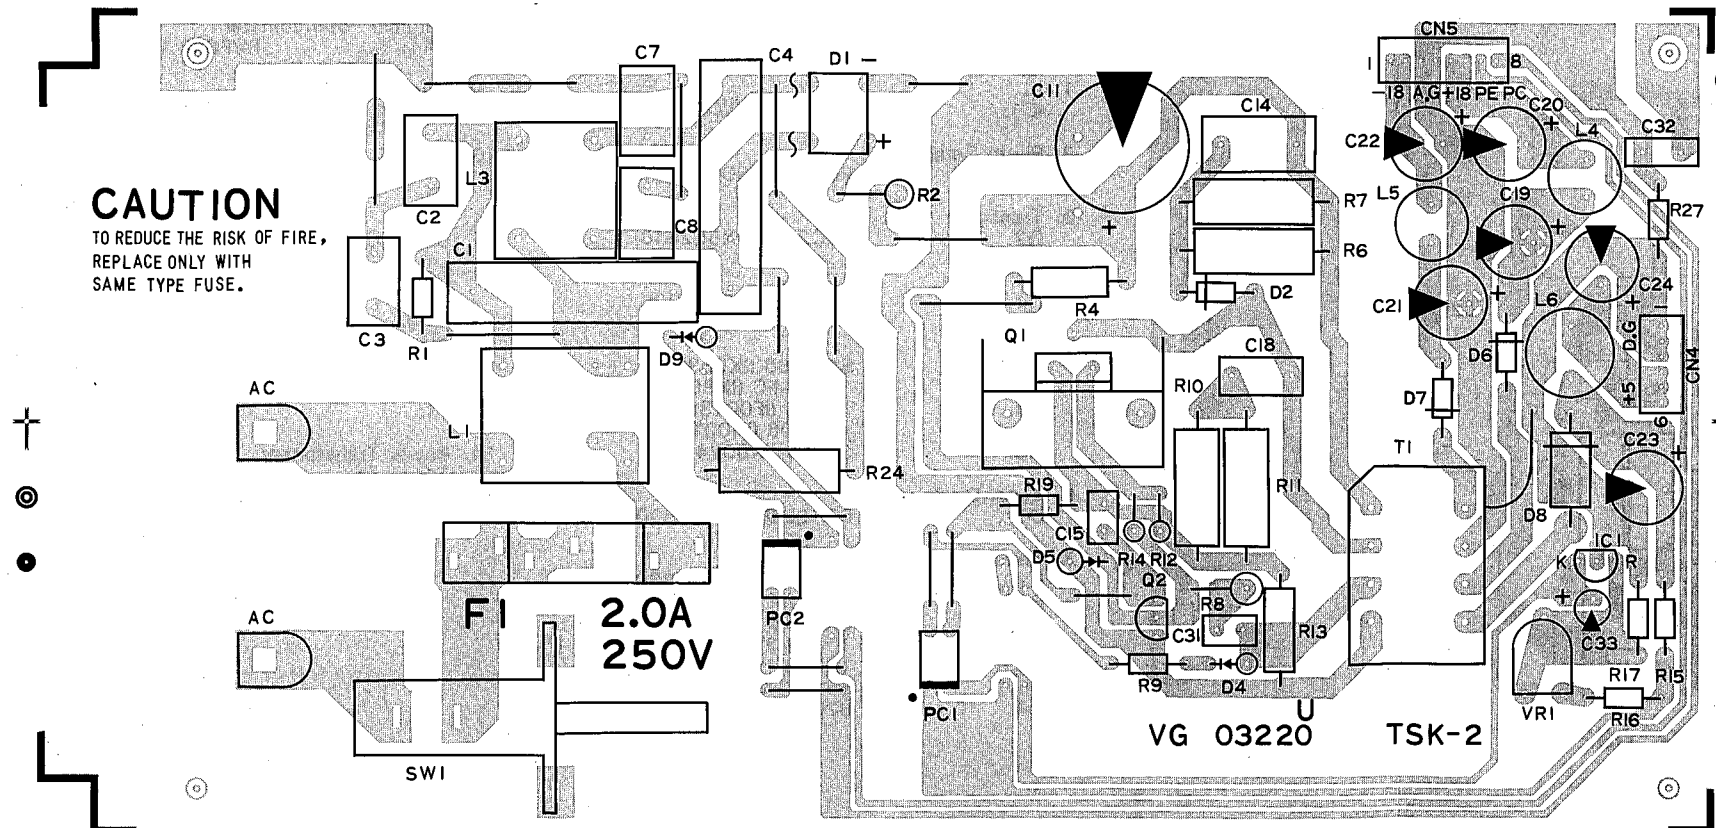 CN5
C7
C4
D1 −
1
8
C11
-18 A.G +18 PE PC
C14
+
C20
+
C32
C22
L4
+
L3
CAUTION
R2
R7
L5
C19
R27
C2
TO REDUCE THE RISK OF FIRE,
REPLACE ONLY WITH
SAME TYPE FUSE.
C1
C8
+
+
R6
D2
C24
R4
C21
+
L6
+
1
C3
R1
D9
Q1
D6
D.G
CN4
C18
AC
R10
D7
+5
6
L1
T1
C23
+
R24
R19
R11
D8
C15
IC1
K
R
D5
R14
R12
Q2
F1
2.0A
250V
PC2
R8
+
AC
C31
R13
C33
R9
D4
R17
R15
PC1
U
VR1
R16
VG 03220
TSK-2
SW1